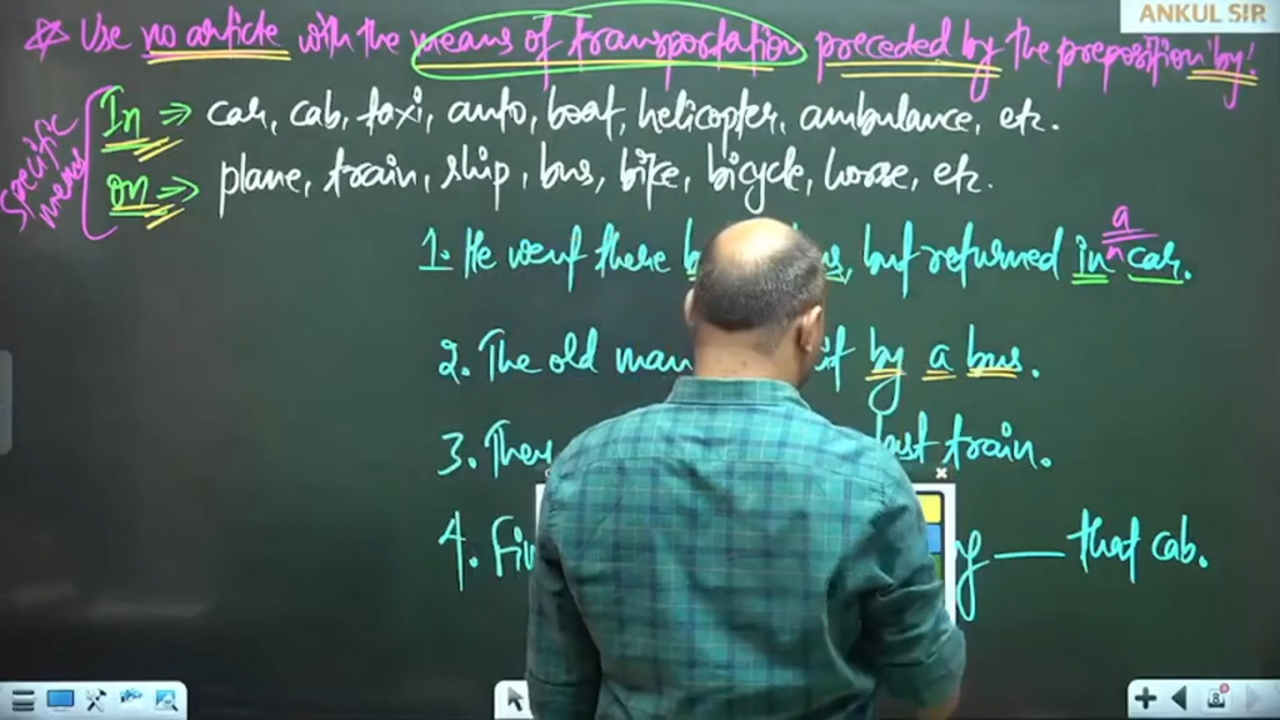 ANKUL SIR
☆ Use no article with the means of transportation preceded by the preposition 'by'.
Specific means
In ⇒ car, cab, taxi, auto, boat, helicopter, ambulance, etc.
on ⇒ plane, train, ship, bus, bike, bicycle, horse, etc.
1. He went there but returned in a car.
2. The old man by a bus.
3. train.
4. — that cab.
8